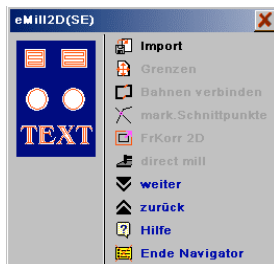 eMill2D(SE)
TEXT
Import
Grenzen
Bahnen verbinden
mark.Schnittpunkte
FrKorr 2D
direct mill
weiter
zurück
Hilfe
Ende Navigator